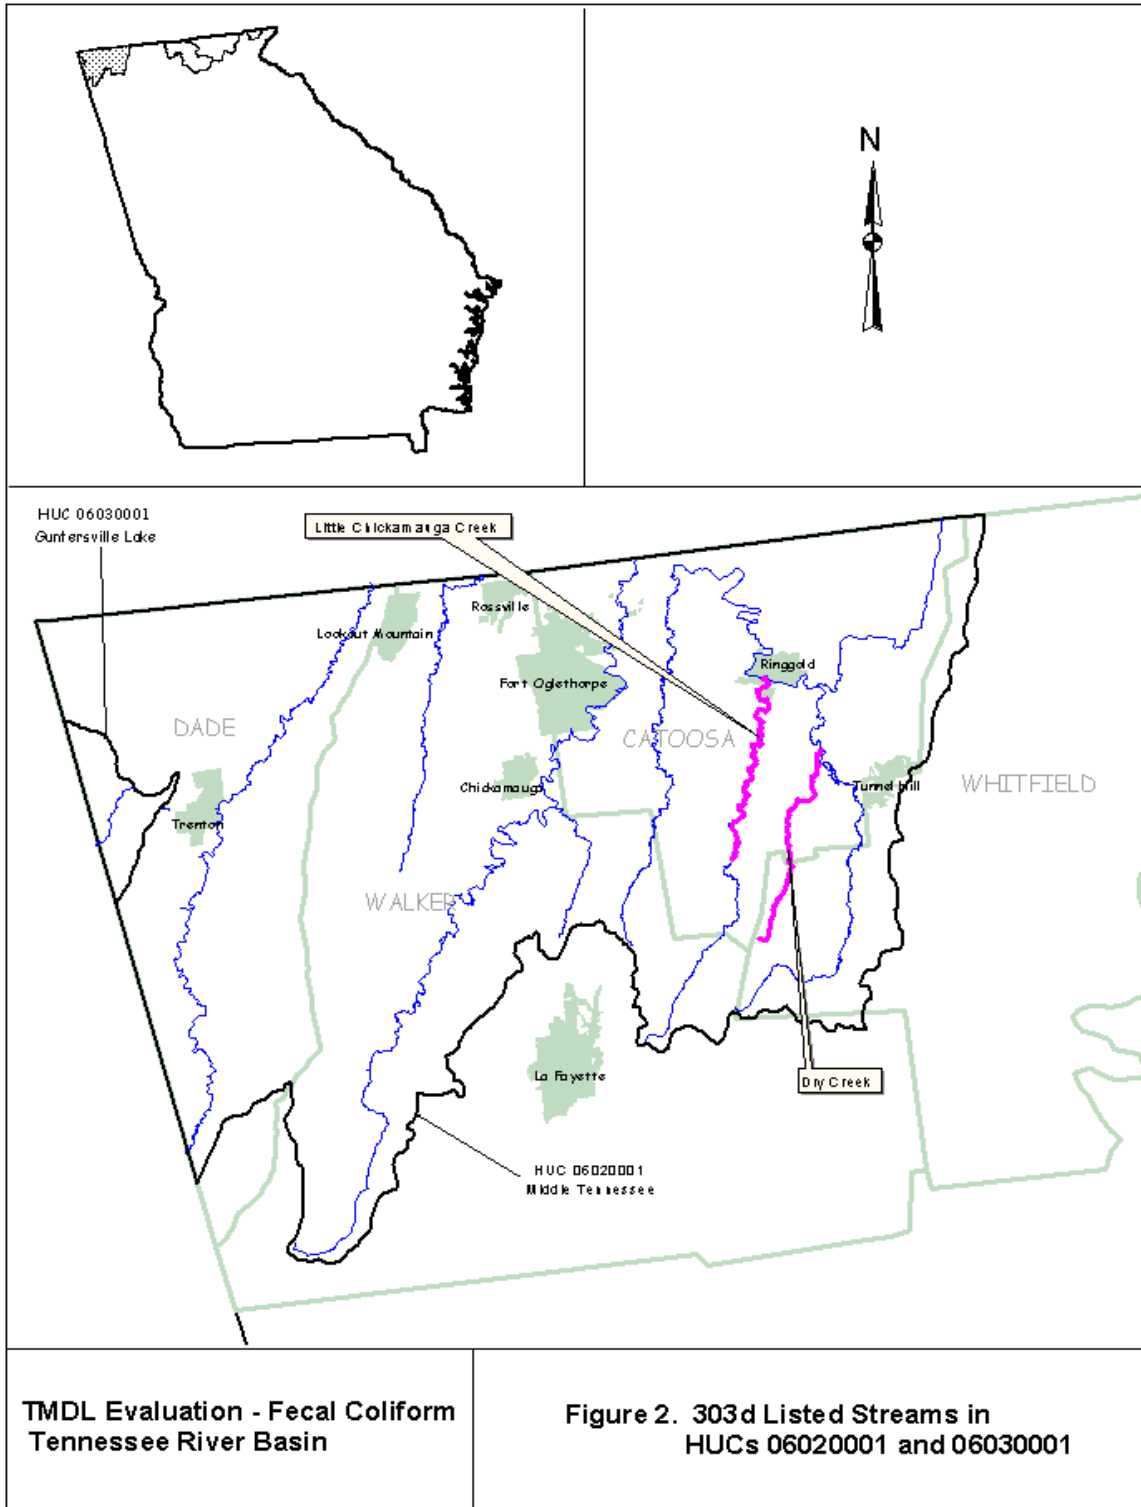 N
HUC 06030001
Guntersville Lake
Little Chickamauga Creek
Rossville
Lookout Mountain
Ringgold
Fort Oglethorpe
DADE
CATOOSA
Chickamauga
Tunnel Hill
WHITFIELD
Trenton
WALKER
La Fayette
Dry Creek
HUC 06020001
Middle Tennessee
TMDL Evaluation - Fecal Coliform
Tennessee River Basin
Figure 2. 303d Listed Streams in
HUCs 06020001 and 06030001